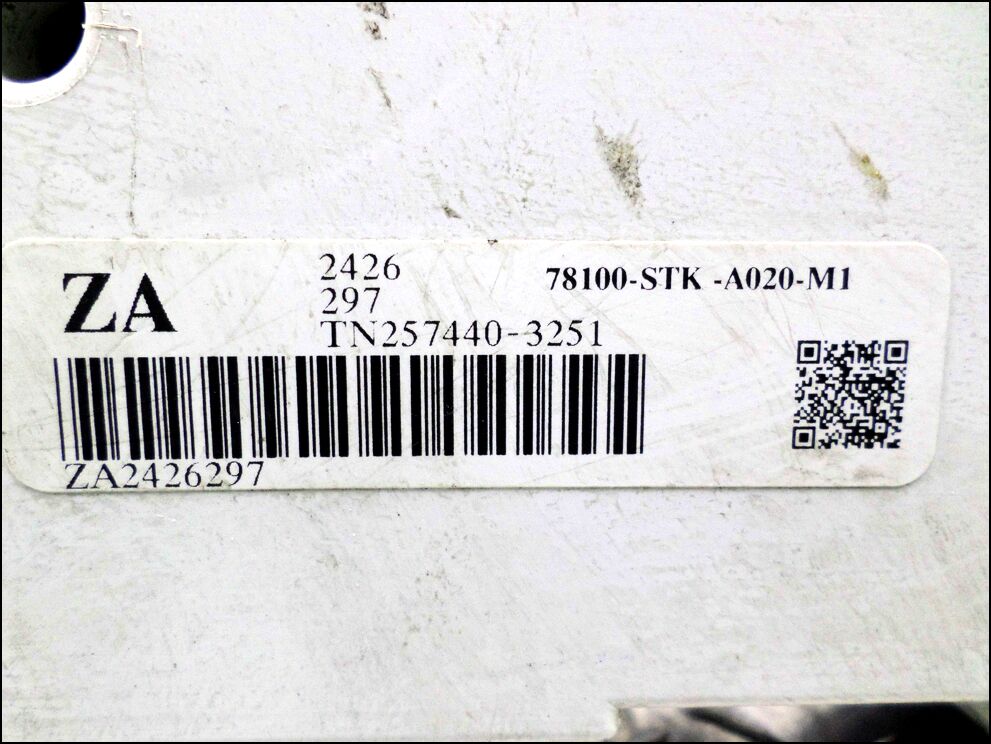 ZA
2426
297
TN257440-3251
78100-STK -A020-M1
ZA2426297